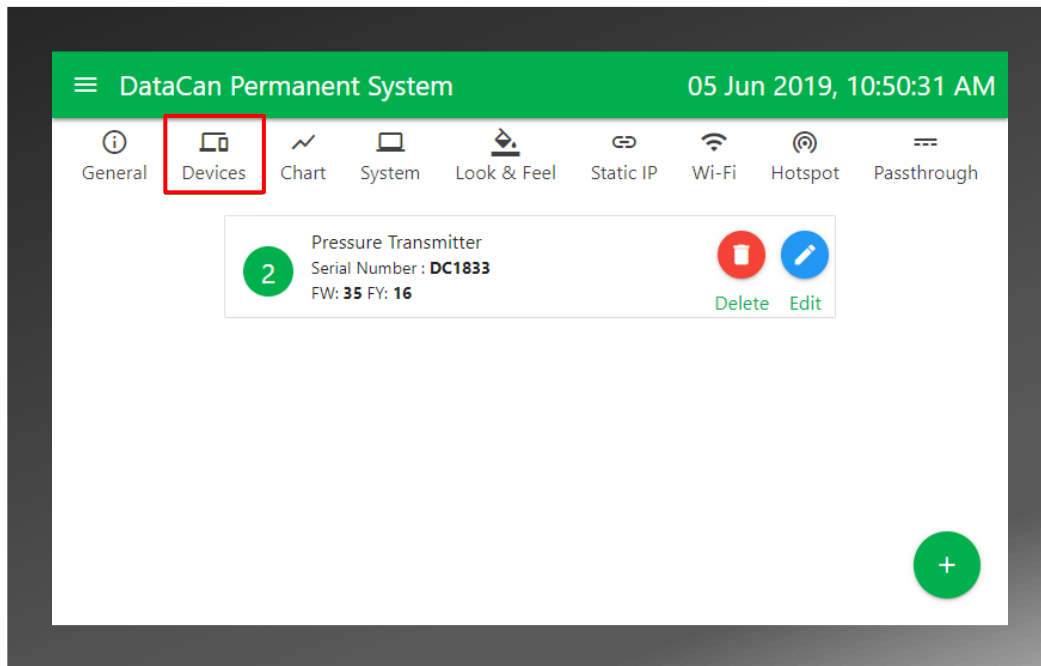 DataCan Permanent System 05 Jun 2019, 10:50:31 AM
General Devices Chart System Look & Feel Static IP Wi-Fi Hotspot Passthrough
2
Pressure Transmitter
Serial Number : DC1833
FW: 35 FY: 16
Delete Edit
+